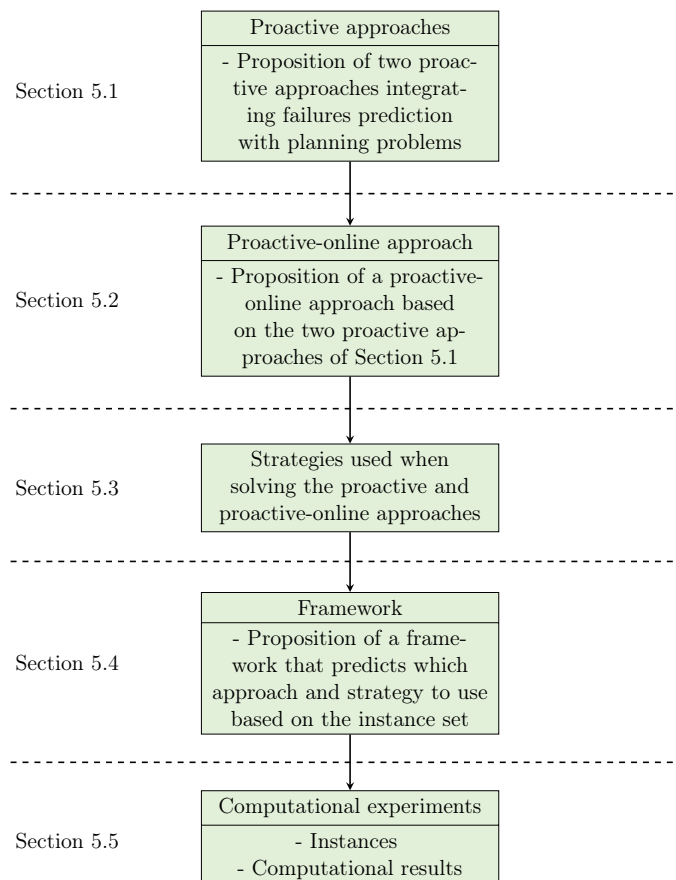 Proactive approaches
Section 5.1
- Proposition of two proac-
tive approaches integrat-
ing failures prediction
with planning problems
Proactive-online approach
Section 5.2
- Proposition of a proactive-
online approach based
on the two proactive ap-
proaches of Section 5.1
Section 5.3
Strategies used when
solving the proactive and
proactive-online approaches
Framework
Section 5.4
- Proposition of a frame-
work that predicts which
approach and strategy to use
based on the instance set
Computational experiments
Section 5.5
- Instances
- Computational results